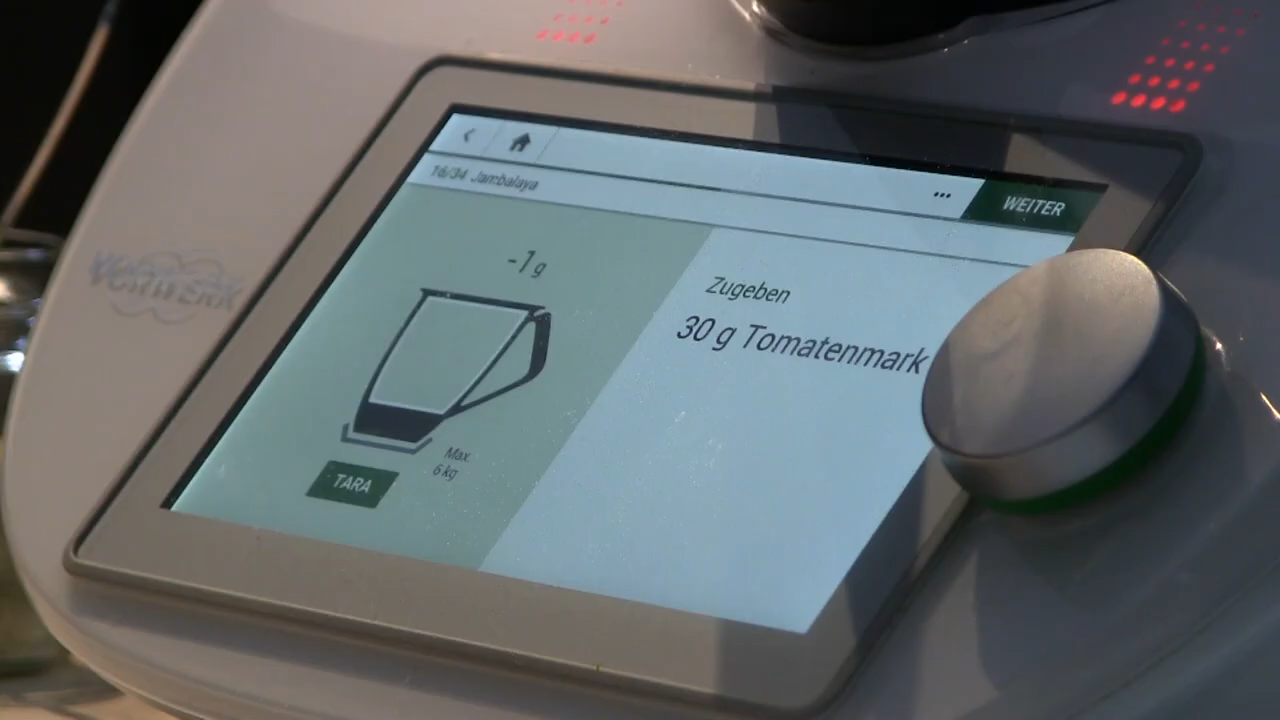 VORWERK
WEITER
16/34 Jambalaya
-1 g
Zugeben
30 g Tomatenmark
Max.
6 kg
TARA